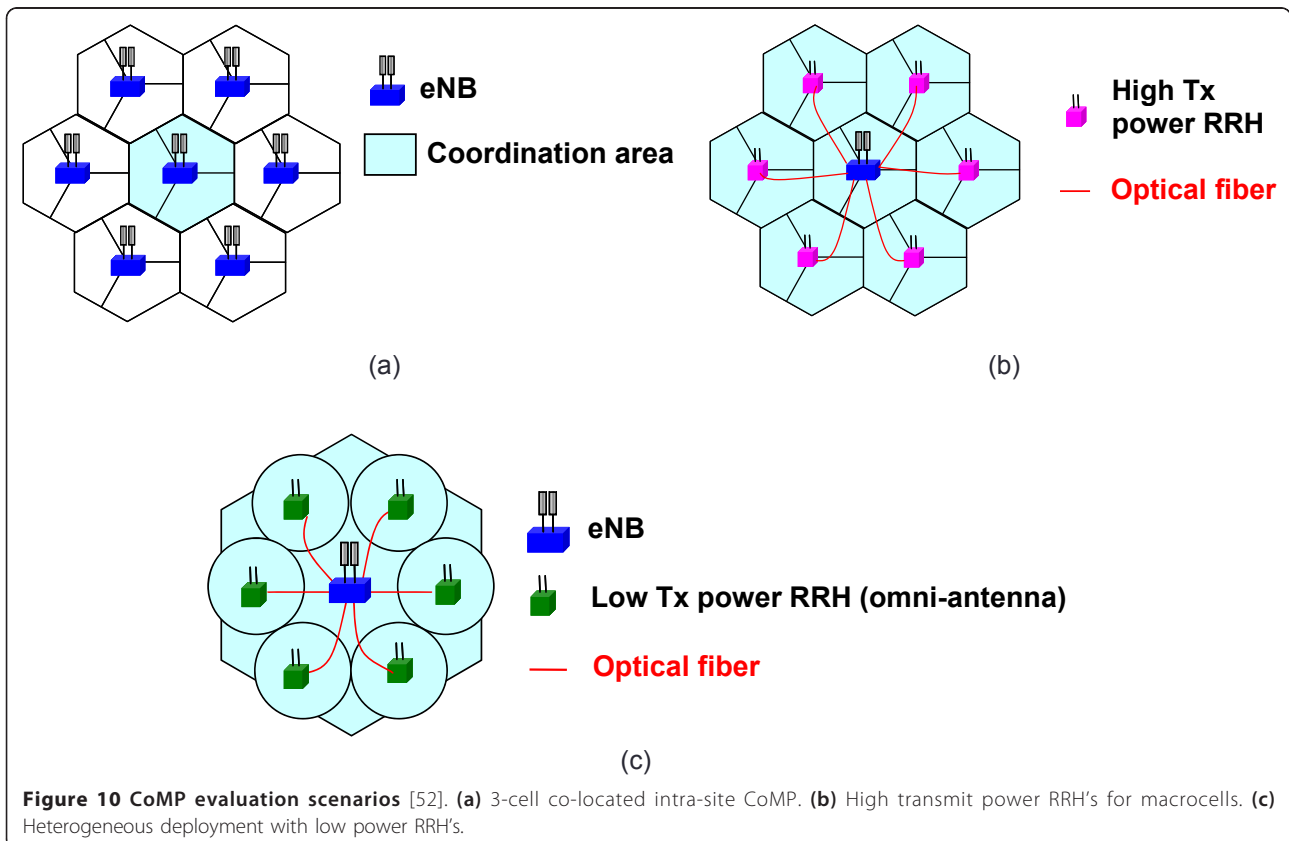 eNB
Coordination area
(a)
High Tx
power RRH
Optical fiber
(b)
eNB
Low Tx power RRH (omni-antenna)
Optical fiber
(c)
Figure 10 CoMP evaluation scenarios [52]. (a) 3-cell co-located intra-site CoMP. (b) High transmit power RRH's for macrocells. (c)
Heterogeneous deployment with low power RRH's.